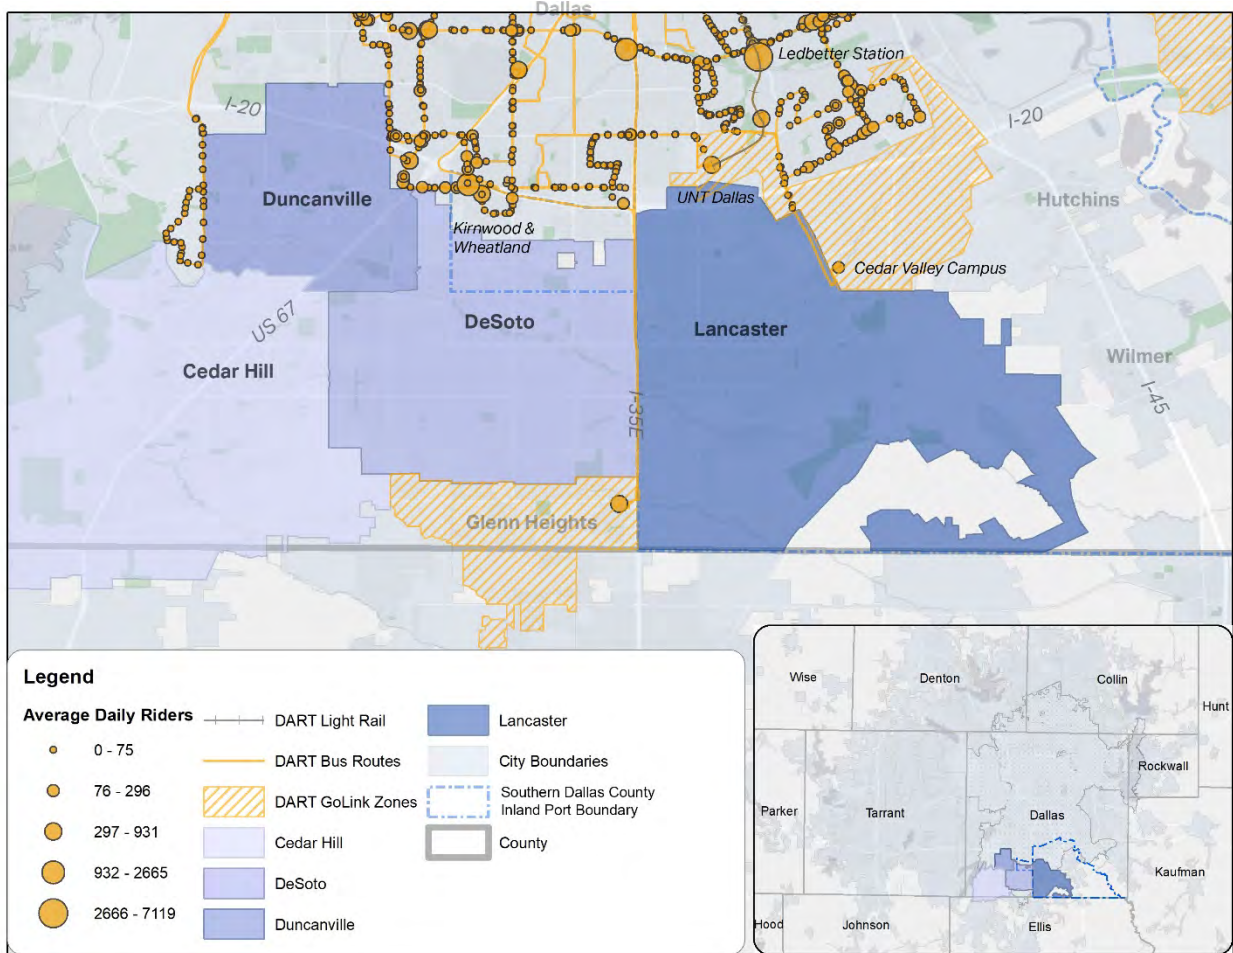 Dallas
Ledbetter Station
I-20
I-20
Duncanville
UNT Dallas
Hutchins
Kirnwood &
Wheatland
Cedar Valley Campus
US 67
DeSoto
Lancaster
Cedar Hill
Wilmer
I-35E
I-45
Glenn Heights
Legend
Average Daily Riders
0 - 75
76 - 296
297 - 931
932 - 2665
2666 - 7119
DART Light Rail
DART Bus Routes
DART GoLink Zones
Cedar Hill
DeSoto
Duncanville
Lancaster
City Boundaries
Southern Dallas County
Inland Port Boundary
County
Wise
Denton
Collin
Hunt
Rockwall
Parker
Tarrant
Dallas
Kaufman
Hood
Johnson
Ellis